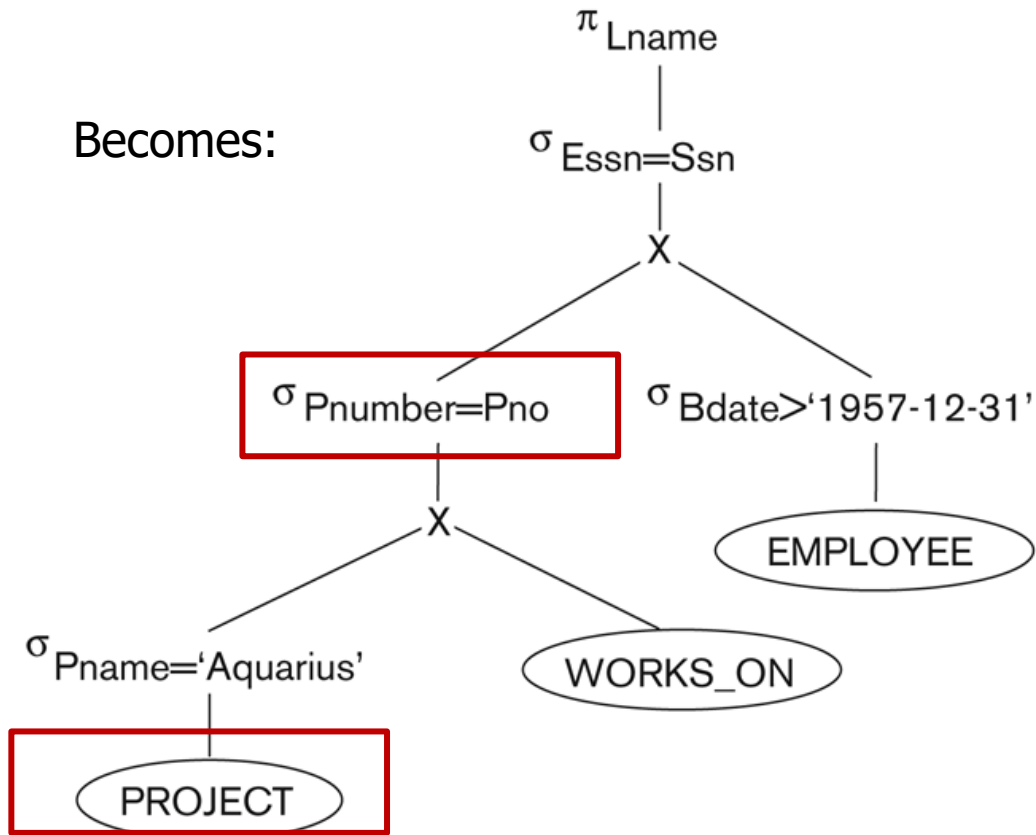 π Lname
Becomes:
σ Essn=Ssn
X
σ Pnumber=Pno
σ Bdate>‘1957-12-31’
X
EMPLOYEE
σ Pname=‘Aquarius’
WORKS_ON
PROJECT